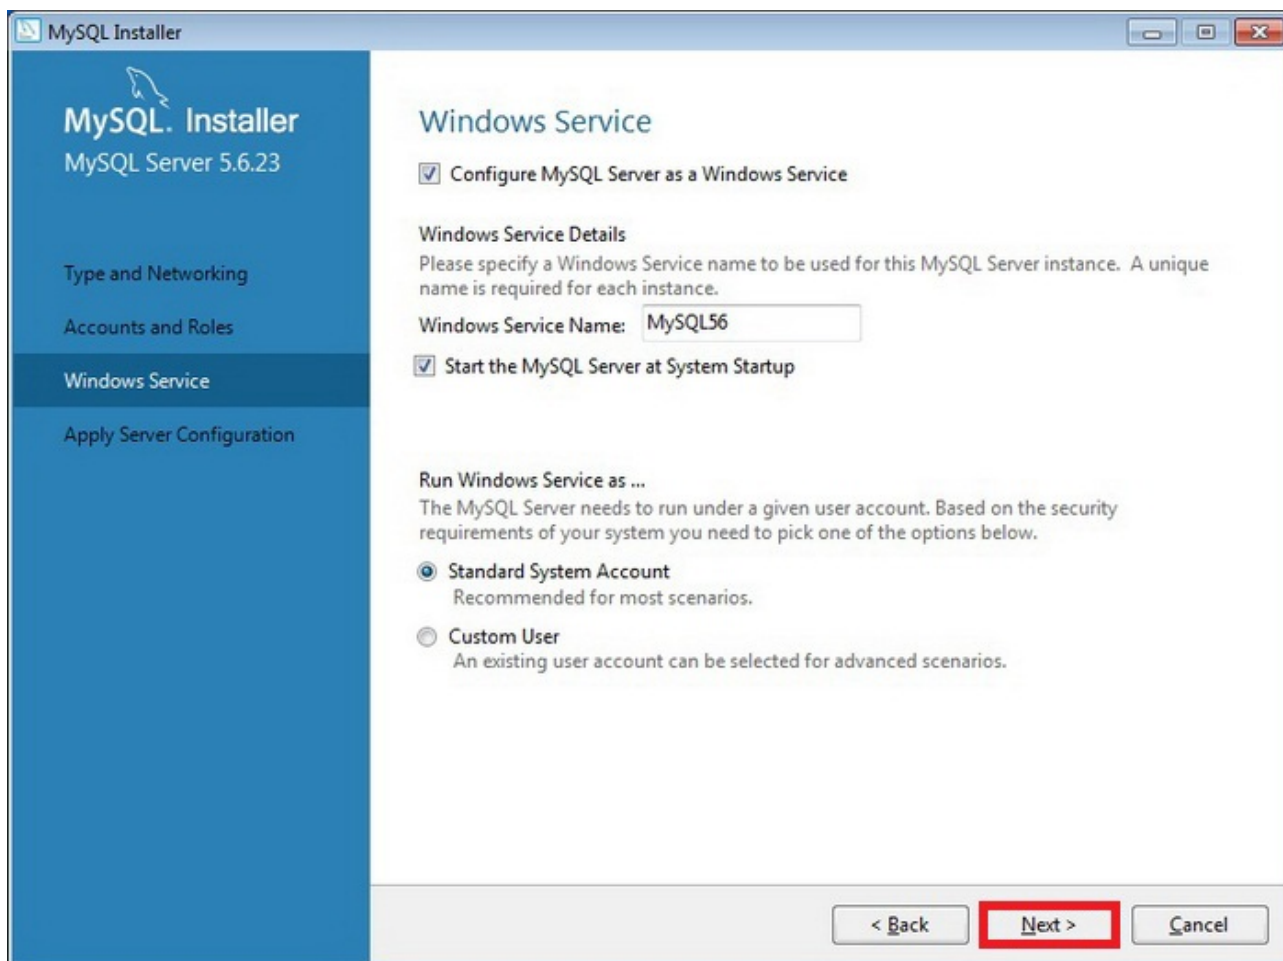 MySQL Installer
MySQL. Installer
MySQL Server 5.6.23
Type and Networking
Accounts and Roles
Windows Service
Apply Server Configuration
Windows Service
Configure MySQL Server as a Windows Service
Windows Service Details
Please specify a Windows Service name to be used for this MySQL Server instance. A unique
name is required for each instance.
Windows Service Name: MySQL56
Start the MySQL Server at System Startup
Run Windows Service as ...
The MySQL Server needs to run under a given user account. Based on the security
requirements of your system you need to pick one of the options below.
Standard System Account
Recommended for most scenarios.
Custom User
An existing user account can be selected for advanced scenarios.
< Back Next > Cancel